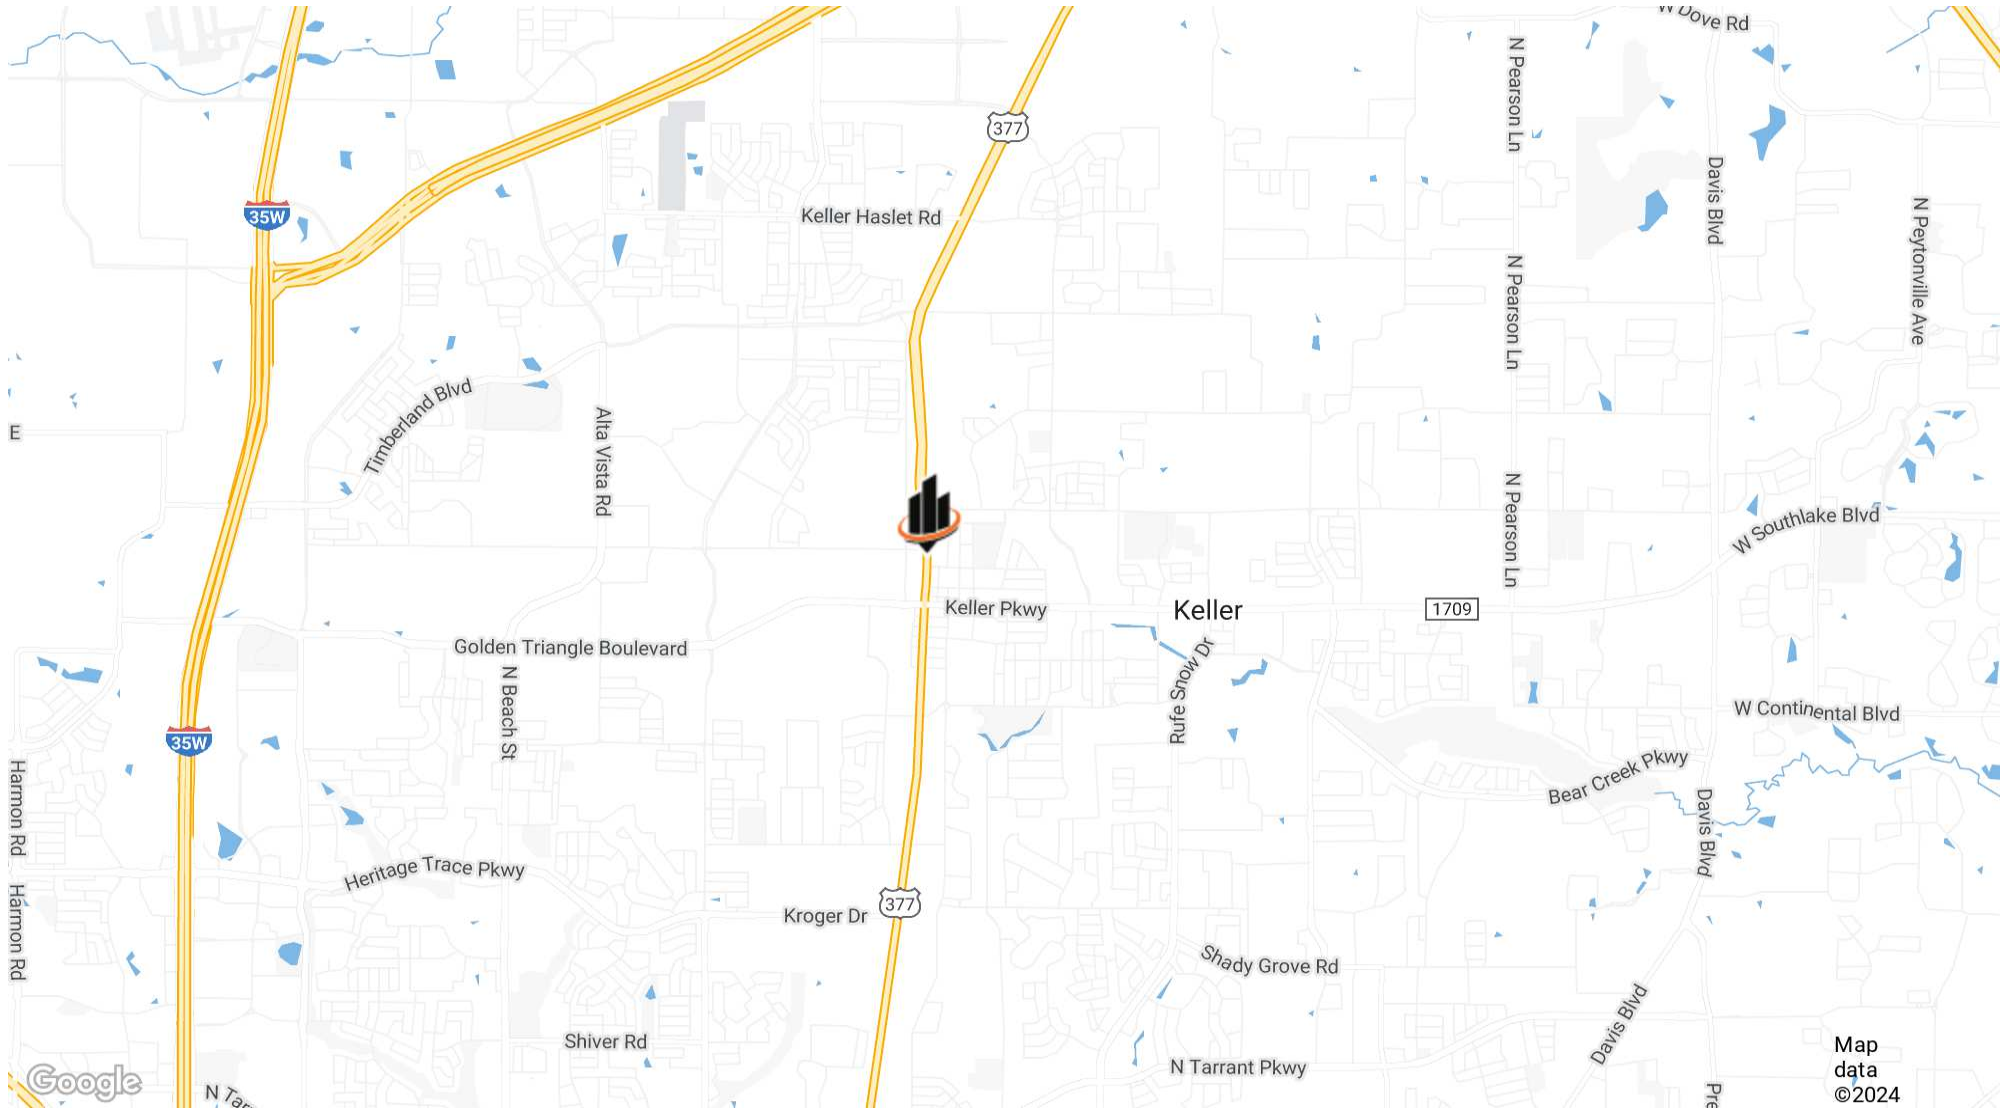 W Dove Rd
N Pearson Ln
377
Davis Blvd
35W
Keller Haslet Rd
N Peytonville Ave
N Pearson Ln
Timberland Blvd
E
Alta Vista Rd
N Pearson Ln
W Southlake Blvd
Keller Pkwy
Keller
1709
Golden Triangle Boulevard
N Beach St
Rufe Snow Dr
W Continental Blvd
35W
Bear Creek Pkwy
Harmon Rd
Davis Blvd
Heritage Trace Pkwy
377
Kroger Dr
Harmon Rd
Shady Grove Rd
Davis Blvd
Shiver Rd
N Tarrant Pkwy
Map
data
©2024
Google
N Tar
Pre